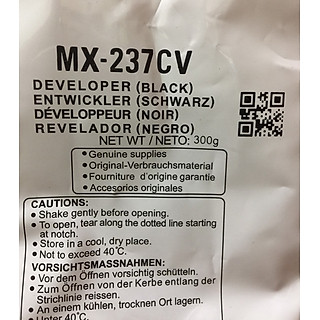 MX-237CV
DEVELOPER (BLACK)
ENTWICKLER (SCHWARZ)
DÉVELOPPEUR (NOIR)
REVELADOR (NEGRO)
NET WT / NETTO: 300g
• Genuine supplies
• Original-Verbrauchsmaterial
• Fourniture d'origine garantie
• Accesorios originales
CAUTIONS:
• Shake gently before opening.
• To open, tear along the dotted line starting
at notch.
• Store in a cool, dry place.
• Not to exceed 40˚C.
VORSICHTSMASSNAHMEN:
• Vor dem Öffnen vorsichtig schütteln.
• Zum Öffnen von der Kerbe entlang der
Strichlinie reissen.
• An einem kühlen, trocknen Ort lagern.
• Unter 40˚C